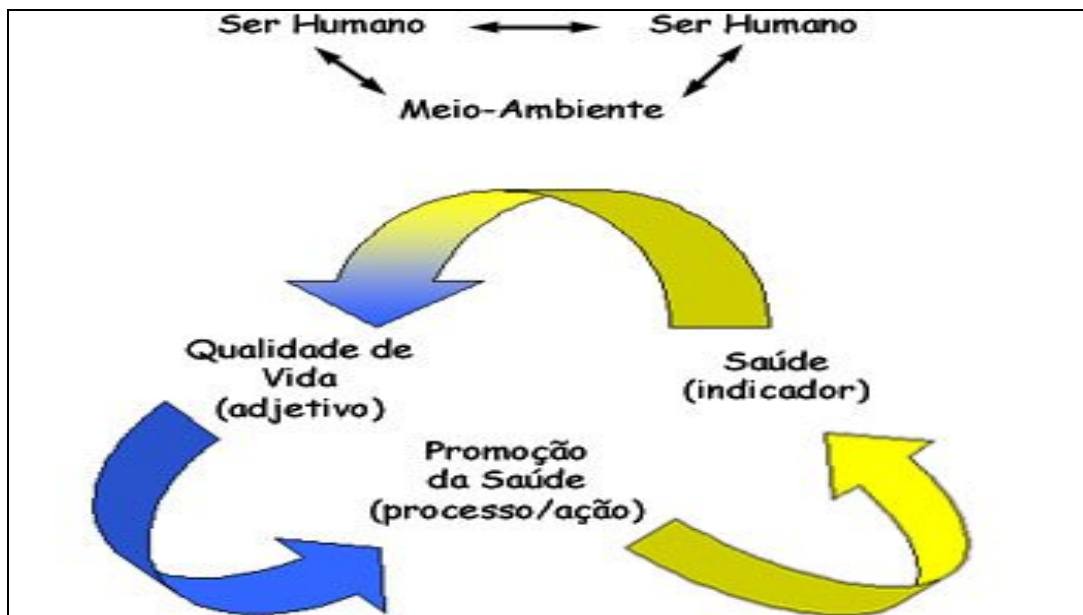 Ser Humano Ser Humano
Meio-Ambiente
Qualidade de
Vida
(adjetivo)
Saúde
(indicador)
Promoção
da Saúde
(processo/ação)